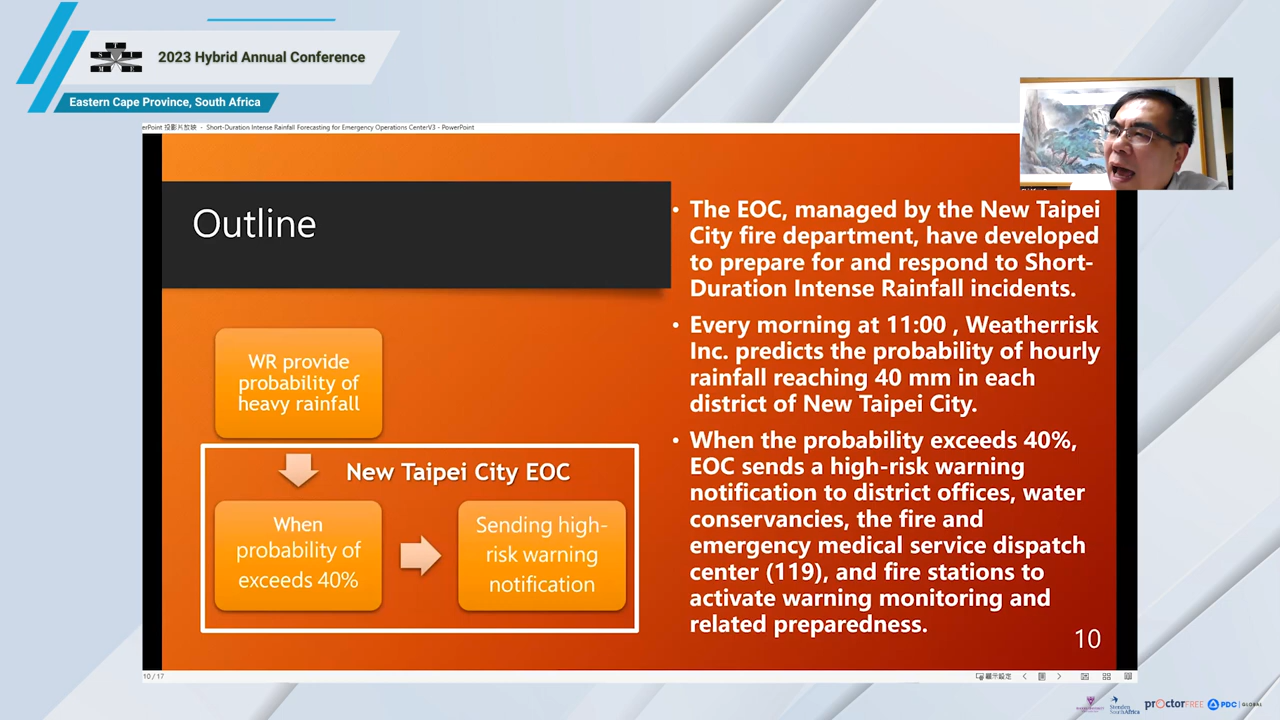 S T I
M E
2023 Hybrid Annual Conference
Eastern Cape Province, South Africa
erPoint 投影片放映 - Short-Duration Intense Rainfall Forecasting for Emergency Operations CenterV3 - PowerPoint
Outline
WR provide
probability of
heavy rainfall
New Taipei City EOC
When
probability of
exceeds 40%
Sending high-
risk warning
notification
• The EOC, managed by the New Taipei
City fire department, have developed
to prepare for and respond to Short-
Duration Intense Rainfall incidents.
• Every morning at 11:00 , Weatherrisk
Inc. predicts the probability of hourly
rainfall reaching 40 mm in each
district of New Taipei City.
• When the probability exceeds 40%,
EOC sends a high-risk warning
notification to district offices, water
conservancies, the fire and
emergency medical service dispatch
center (119), and fire stations to
activate warning monitoring and
related preparedness.
10
10 / 17
顯示設定
Stenden
South Africa
proctorFREE
PDC | GLOBAL